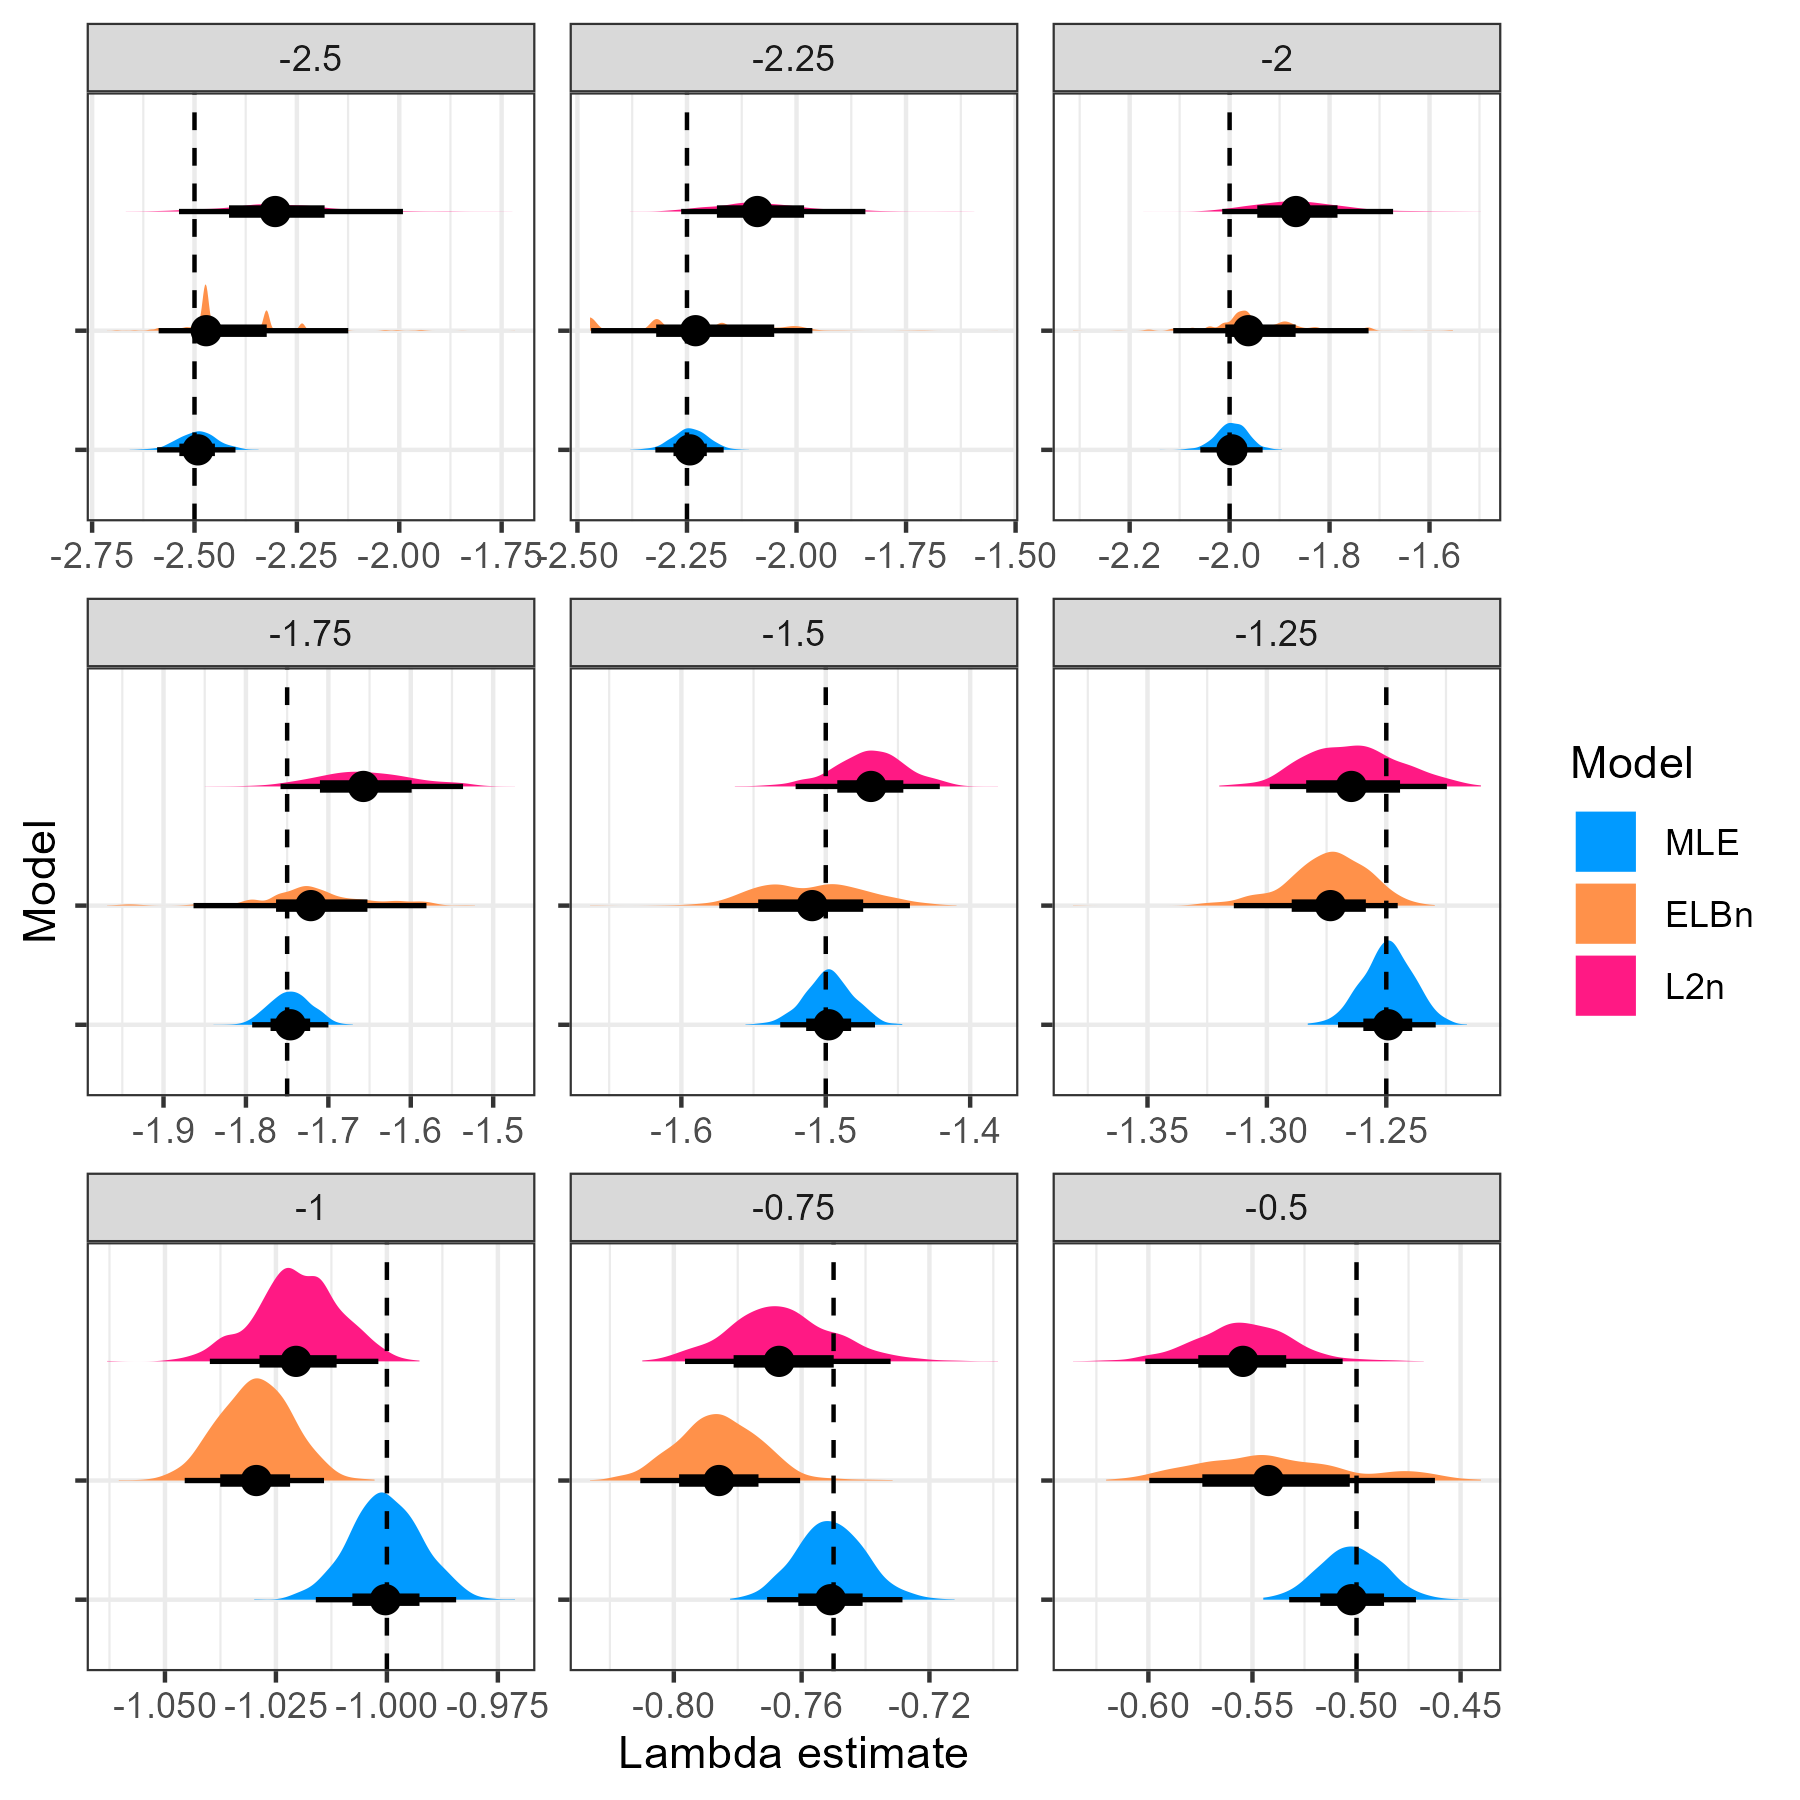 -2.5 -2.25 -2
-2.75 -2.50 -2.25 -2.00 -1.75 -2.50 -2.25 -2.00 -1.75 -1.50 -2.2 -2.0 -1.8 -1.6
-1.75 -1.5 -1.25
-1.9 -1.8 -1.7 -1.6 -1.5 -1.6 -1.5 -1.4 -1.35 -1.30 -1.25
-1 -0.75 -0.5
-1.050 -1.025 -1.000 -0.975 -0.80 -0.76 -0.72 -0.60 -0.55 -0.50 -0.45
Lambda estimate
Model
Model
MLE
ELBn
L2n